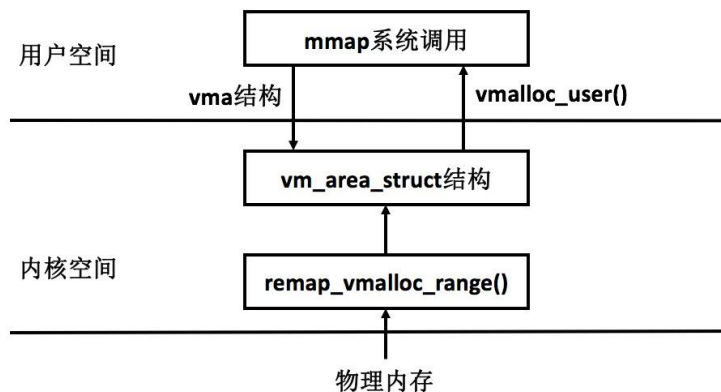 用户空间
mmap系统调用
vma结构
vmalloc_user()
vm_area_struct结构
内核空间
remap_vmalloc_range()
物理内存